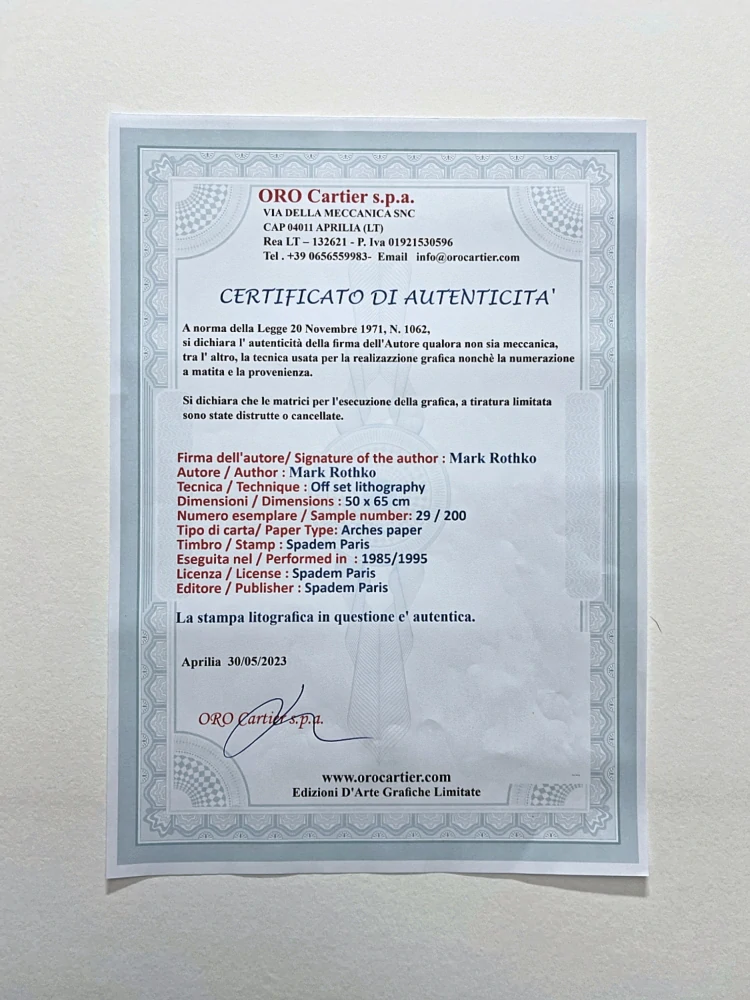 ORO Cartier s.p.a.
VIA DELLA MECCANICA SNC
CAP 04011 APRILIA (LT)
Rea LT – 132621 - P. Iva 01921530596
Tel . +39 0656559983- Email info@orocartier.com
CERTIFICATO DI AUTENTICITA'
A norma della Legge 20 Novembre 1971, N. 1062,
si dichiara l' autenticità della firma dell'Autore qualora non sia meccanica,
tra l' altro, la tecnica usata per la realizazzione grafica nonchè la numerazione
a matita e la provenienza.
Si dichiara che le matrici per l'esecuzione della grafica, a tiratura limitata
sono state distrutte o cancellate.
Firma dell'autore/ Signature of the author : Mark Rothko
Autore / Author : Mark Rothko
Tecnica / Technique : Off set lithography
Dimensioni / Dimensions : 50 x 65 cm
Numero esemplare / Sample number: 29 / 200
Tipo di carta/ Paper Type: Arches paper
Timbro / Stamp : Spadem Paris
Eseguita nel / Performed in : 1985/1995
Licenza / License : Spadem Paris
Editore / Publisher : Spadem Paris
La stampa litografica in questione e' autentica.
Aprilia 30/05/2023
ORO Cartier s.p.a.
www.orocartier.com
Edizioni D'Arte Grafiche Limitate